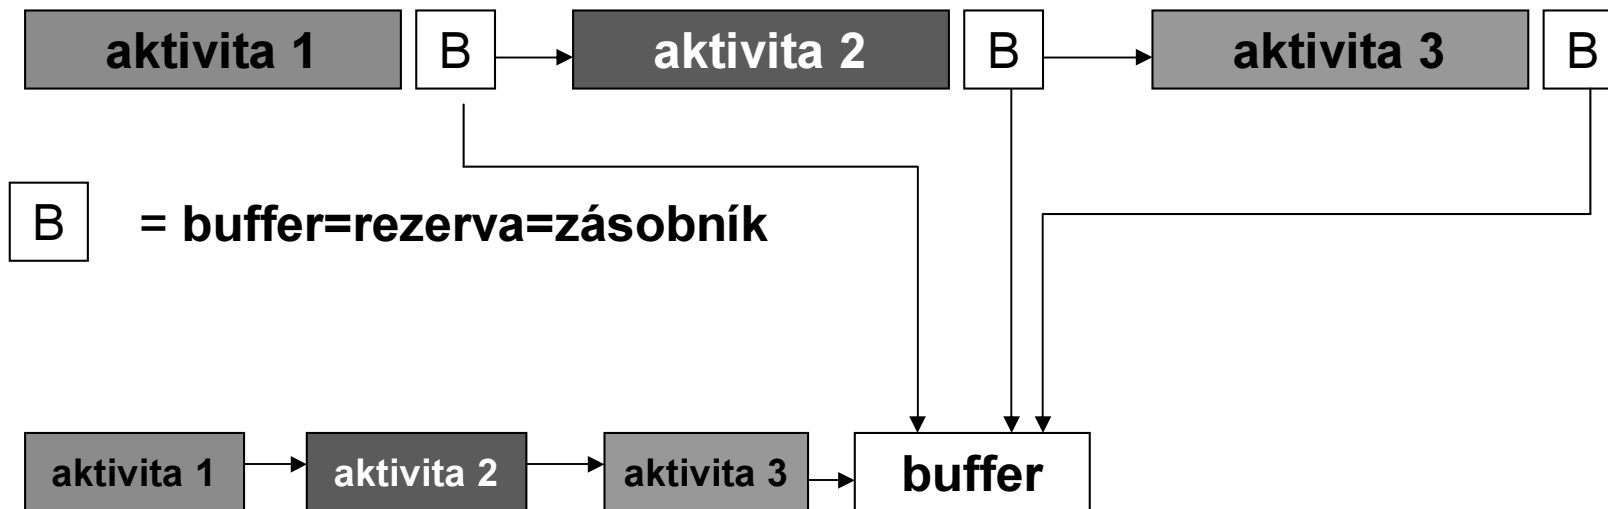 aktivita 1 B aktivita 2 B aktivita 3 B
B = buffer=rezerva=zásobník
aktivita 1 aktivita 2 aktivita 3 buffer